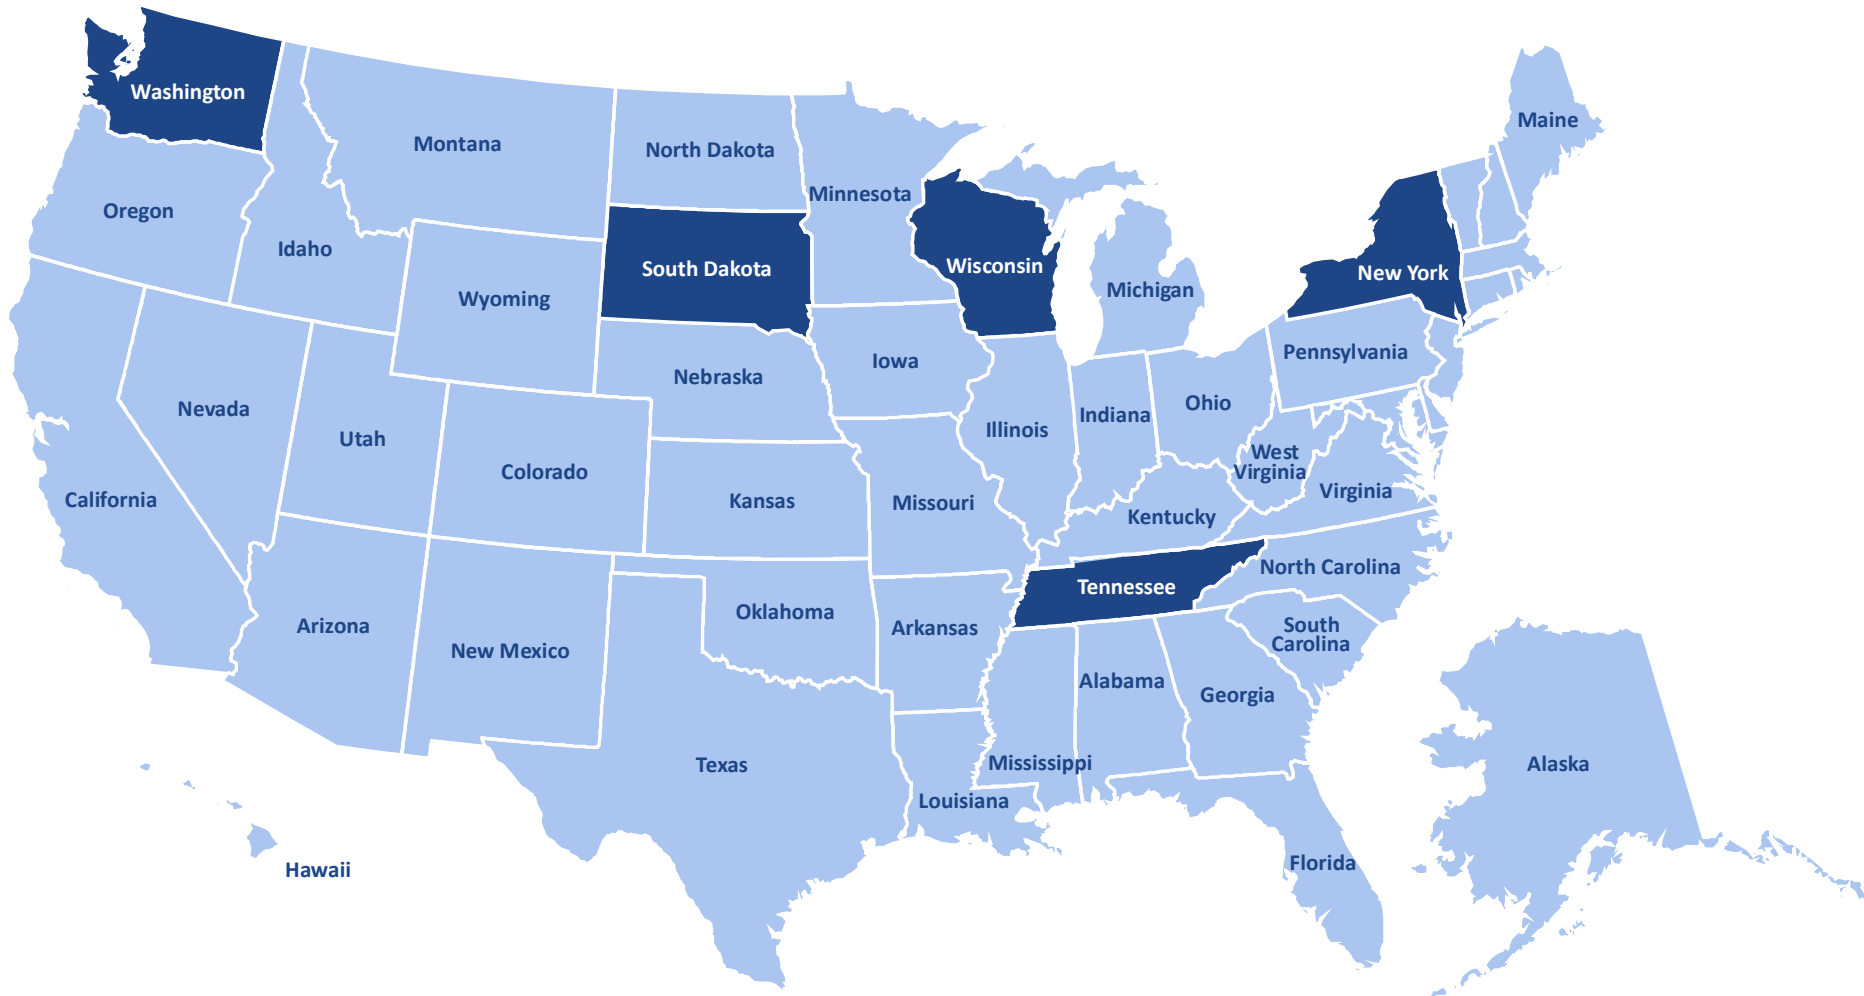 Washington
Maine
Montana
North Dakota
Minnesota
Oregon
Idaho
South Dakota
Wisconsin
New York
Wyoming
Michigan
Pennsylvania
Iowa
Nebraska
Nevada
Ohio
Indiana
Utah
Illinois
West
Virginia
Colorado
California
Kansas
Missouri
Virginia
Kentucky
North Carolina
Tennessee
Oklahoma
Arizona
Arkansas
South
Carolina
New Mexico
Alabama
Georgia
Texas
Mississippi
Alaska
Louisiana
Hawaii
Florida